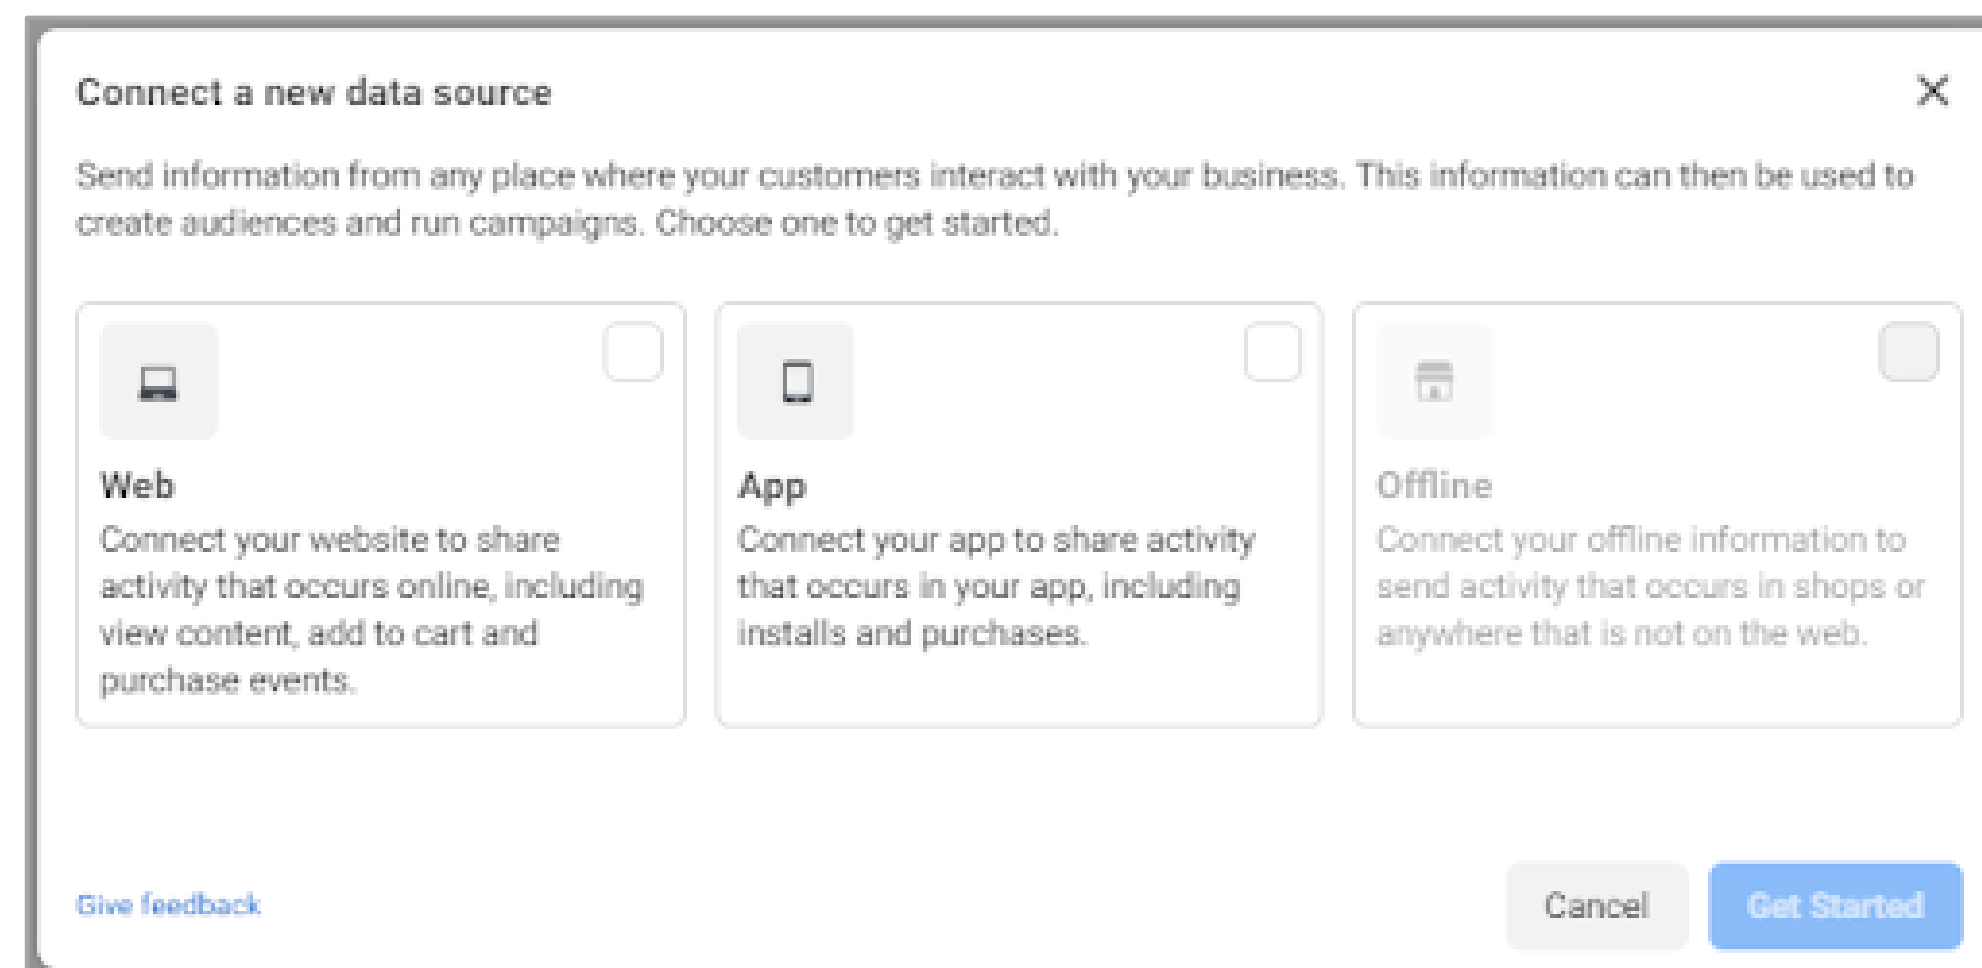 Connect a new data source
Send information from any place where your customers interact with your business. This information can then be used to
create audiences and run campaigns. Choose one to get started.
Web
Connect your website to share
activity that occurs online, including
view content, add to cart and
purchase events.
App
Connect your app to share activity
that occurs in your app, including
installs and purchases.
Offline
Connect your offline information to
send activity that occurs in shops or
anywhere that is not on the web.
Give feedback
Cancel
Get Started